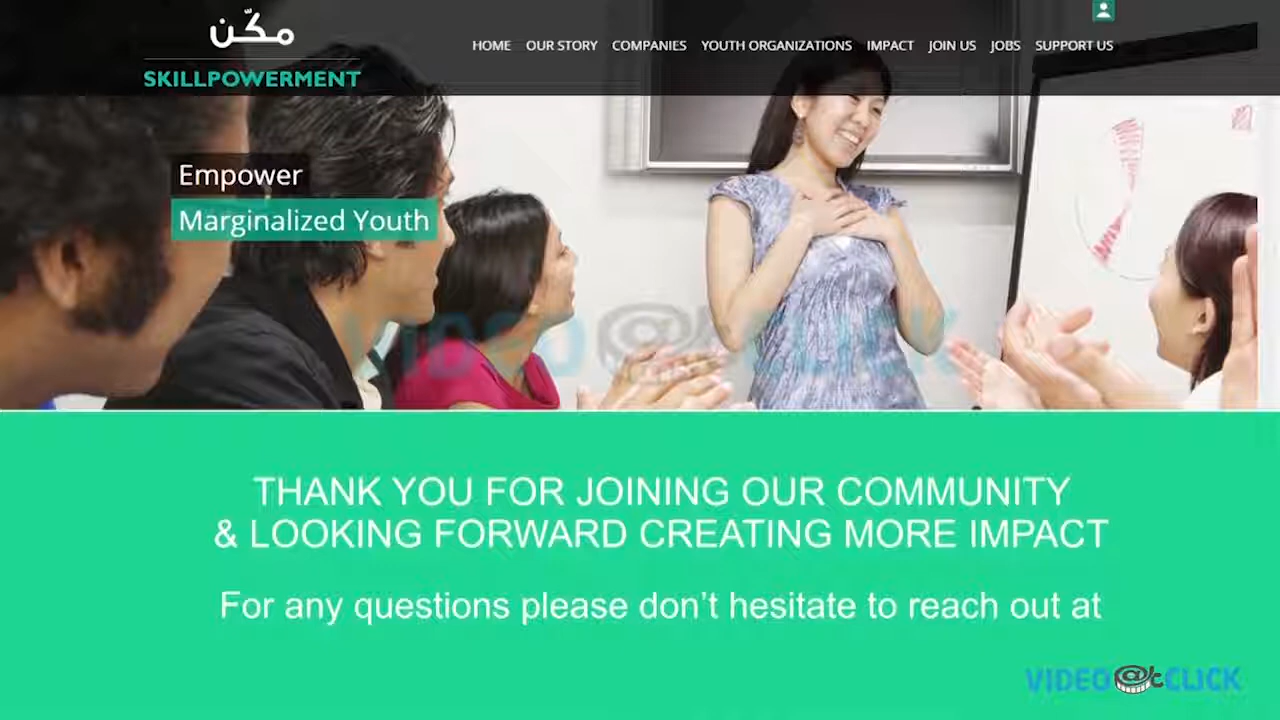 مكّن
SKILLPOWERMENT
HOME OUR STORY COMPANIES YOUTH ORGANIZATIONS IMPACT JOIN US JOBS SUPPORT US
Empower
Marginalized Youth
VIDEO@CLICK
THANK YOU FOR JOINING OUR COMMUNITY
& LOOKING FORWARD CREATING MORE IMPACT
For any questions please don’t hesitate to reach out at
VIDEO@tCLICK